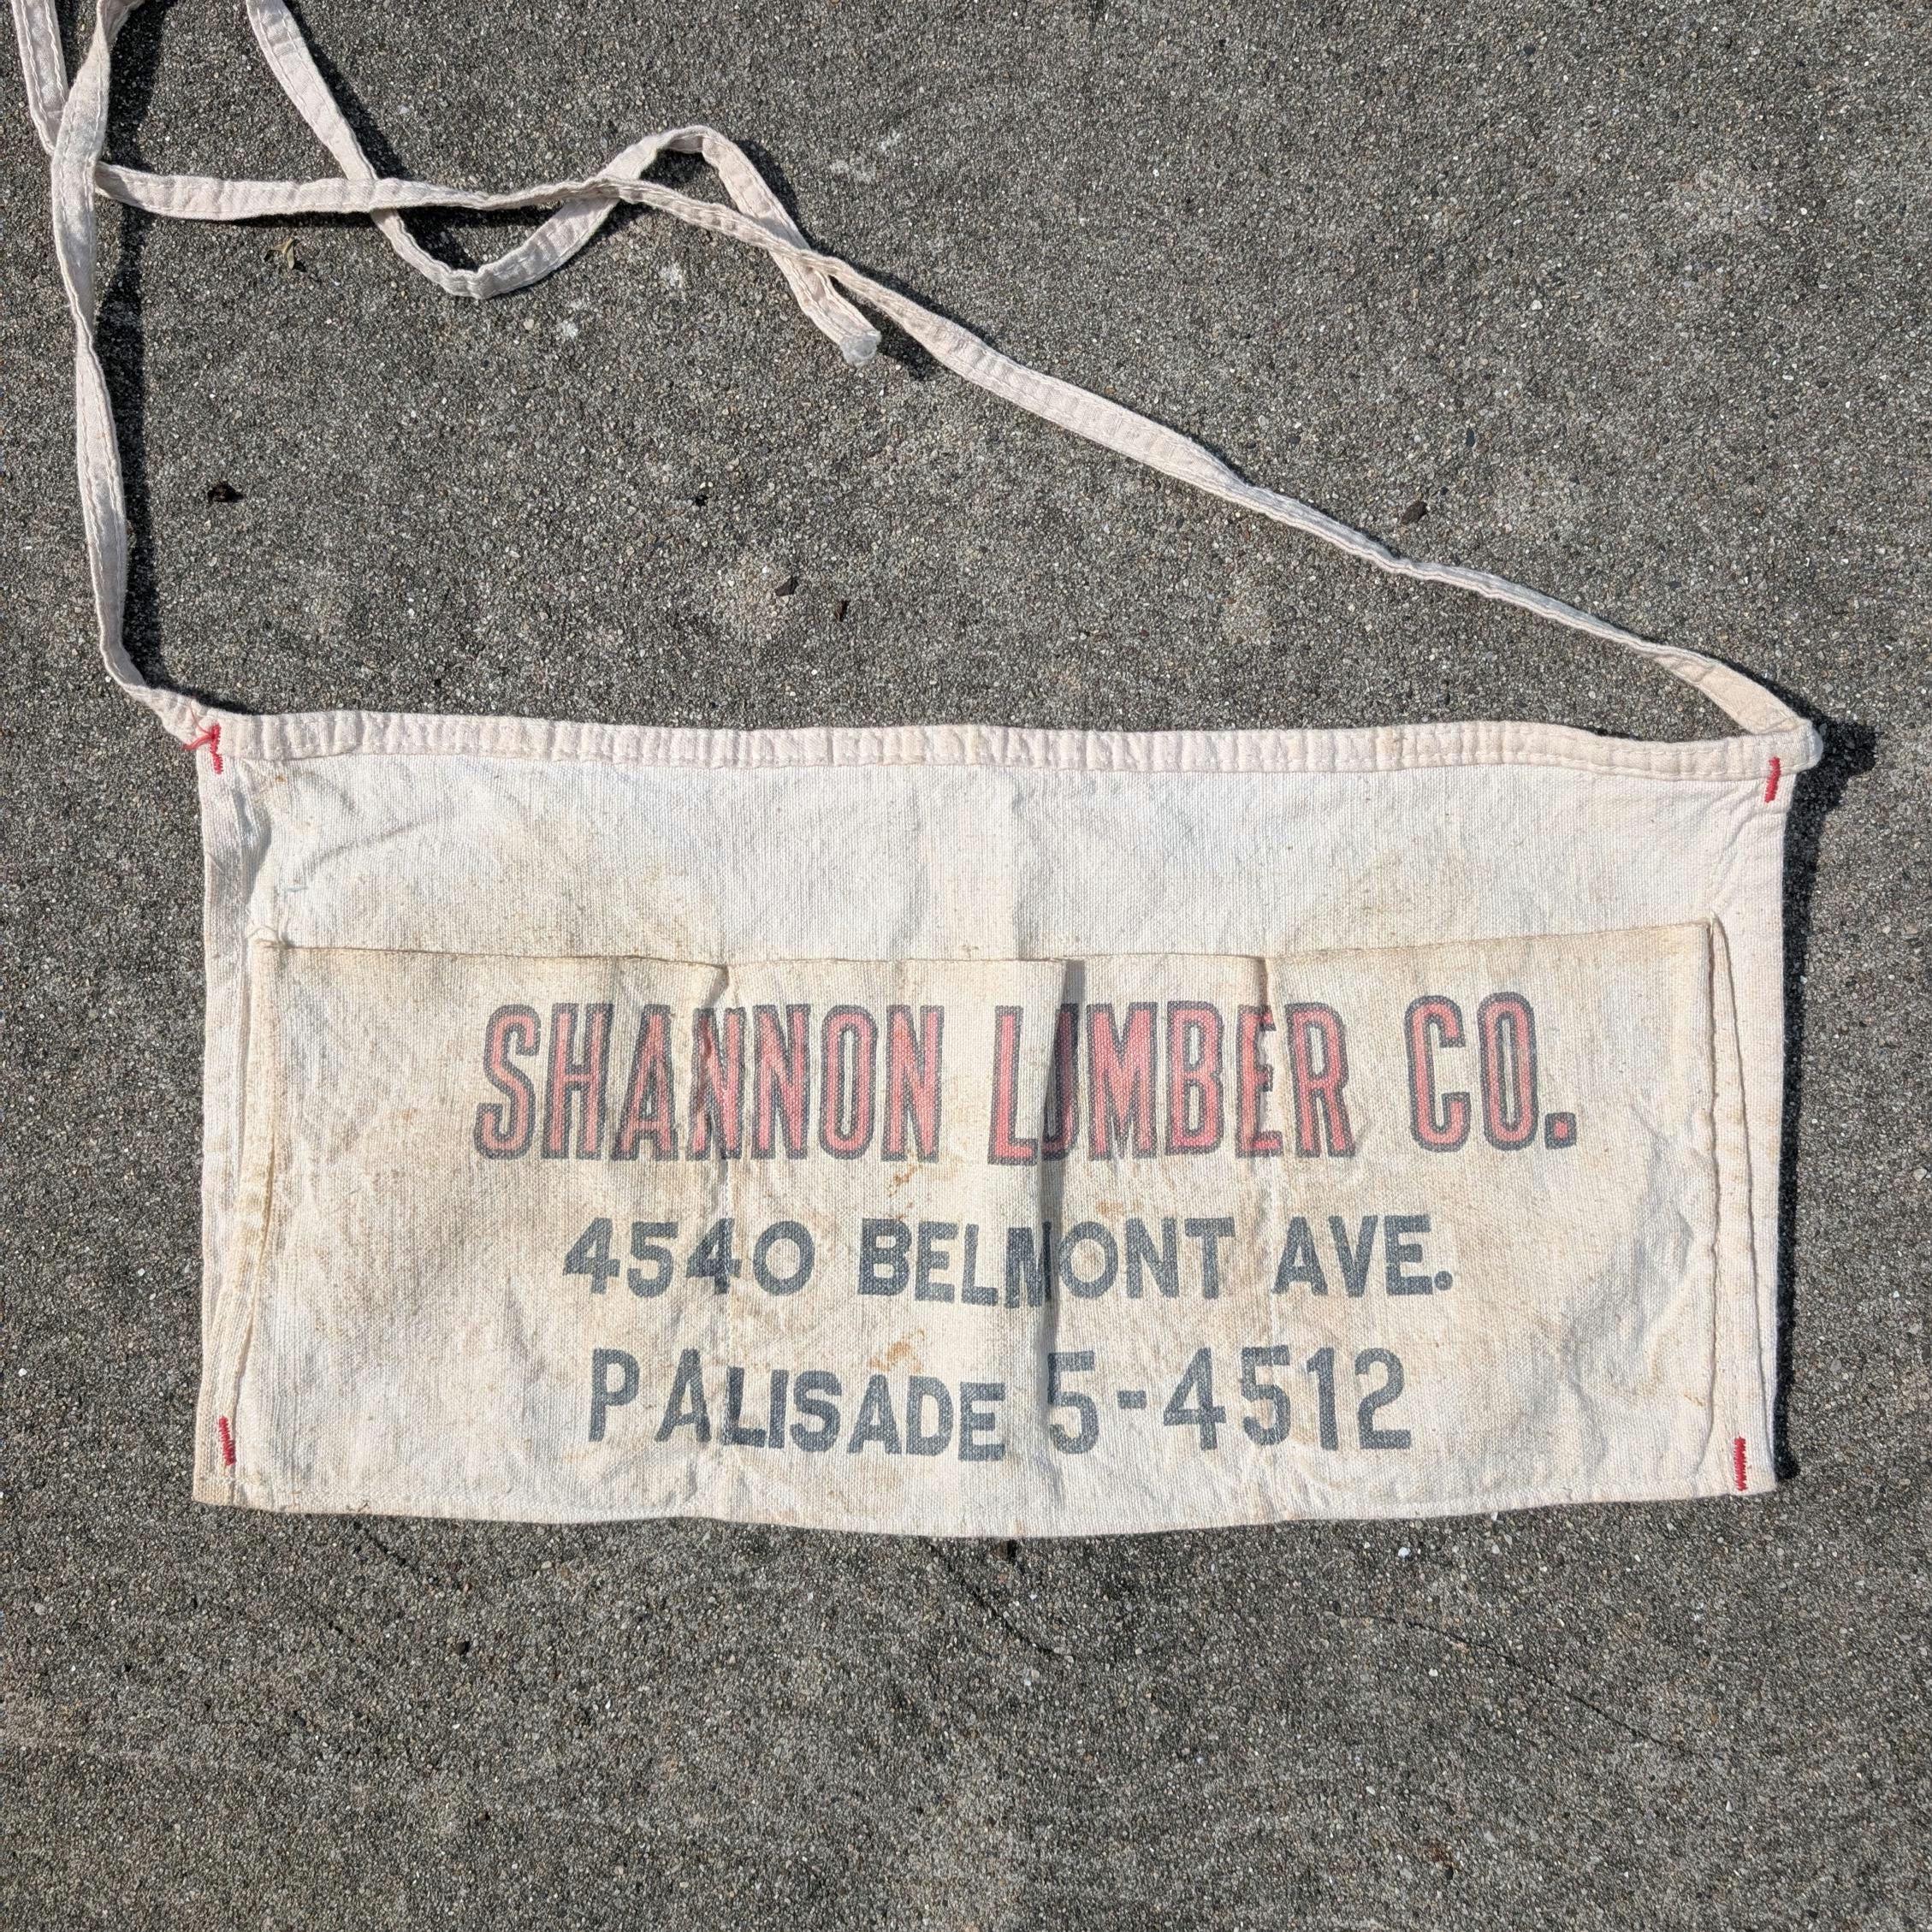 SHANNON LUMBER CO.
4540 BELMONT AVE.
PALISADE 5-4512